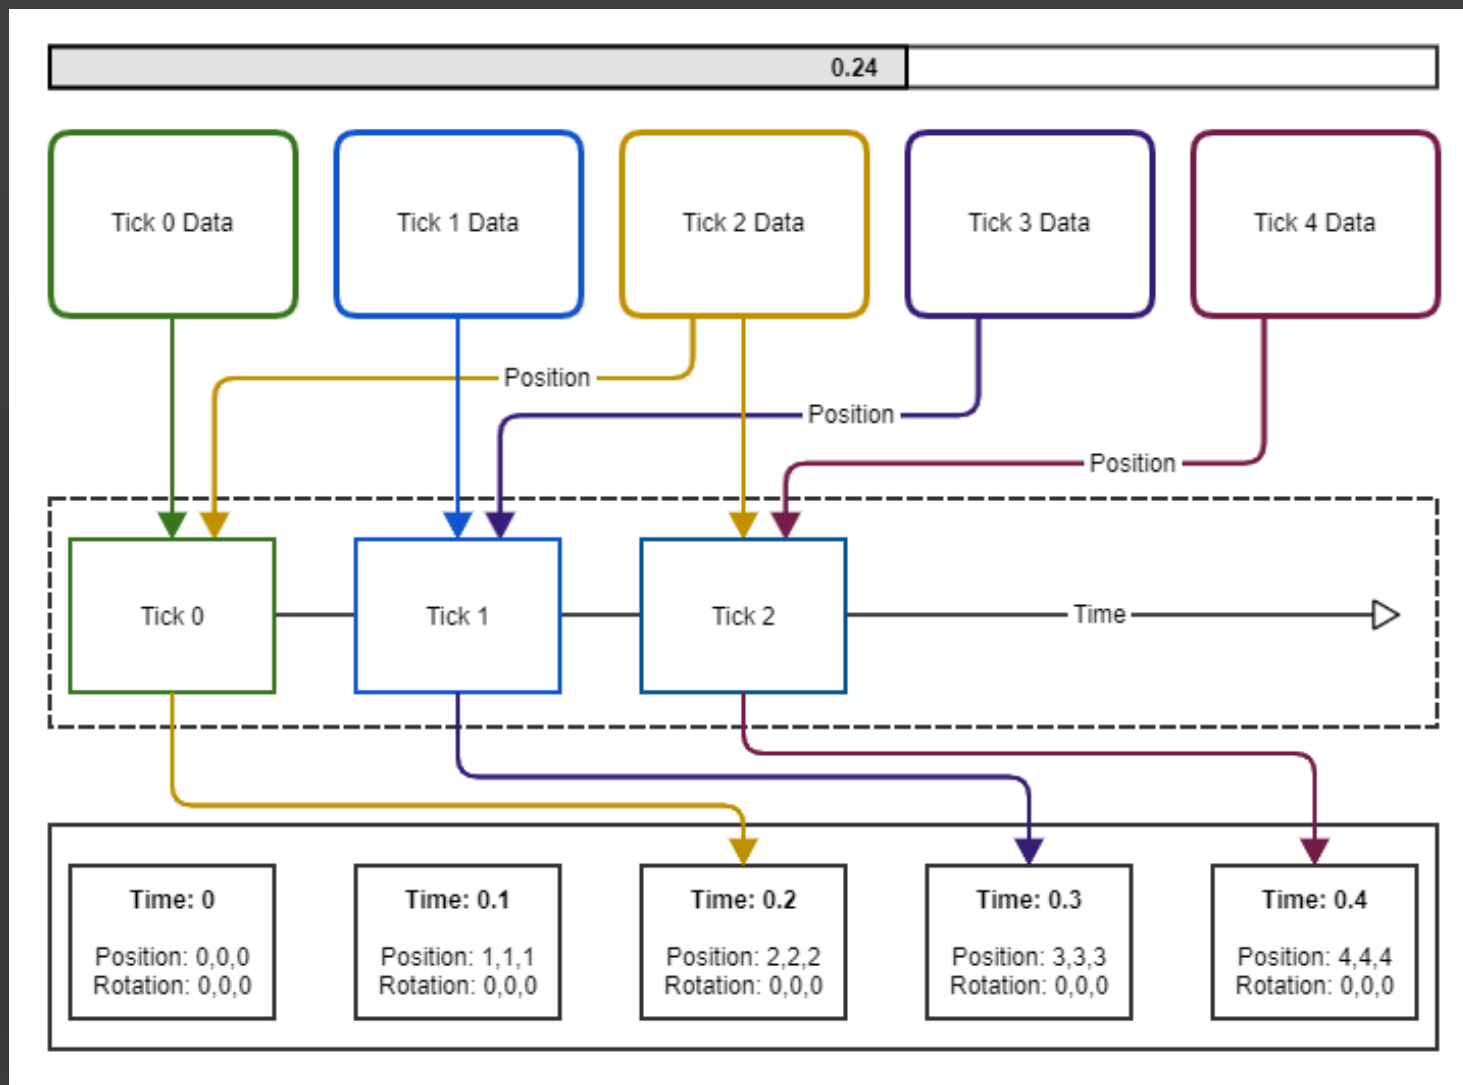 0.24
Tick 0 Data
Tick 1 Data
Tick 2 Data
Tick 3 Data
Tick 4 Data
Position
Position
Position
Tick 0
Tick 1
Tick 2
Time
Time: 0
Position: 0,0,0
Rotation: 0,0,0
Time: 0.1
Position: 1,1,1
Rotation: 0,0,0
Time: 0.2
Position: 2,2,2
Rotation: 0,0,0
Time: 0.3
Position: 3,3,3
Rotation: 0,0,0
Time: 0.4
Position: 4,4,4
Rotation: 0,0,0